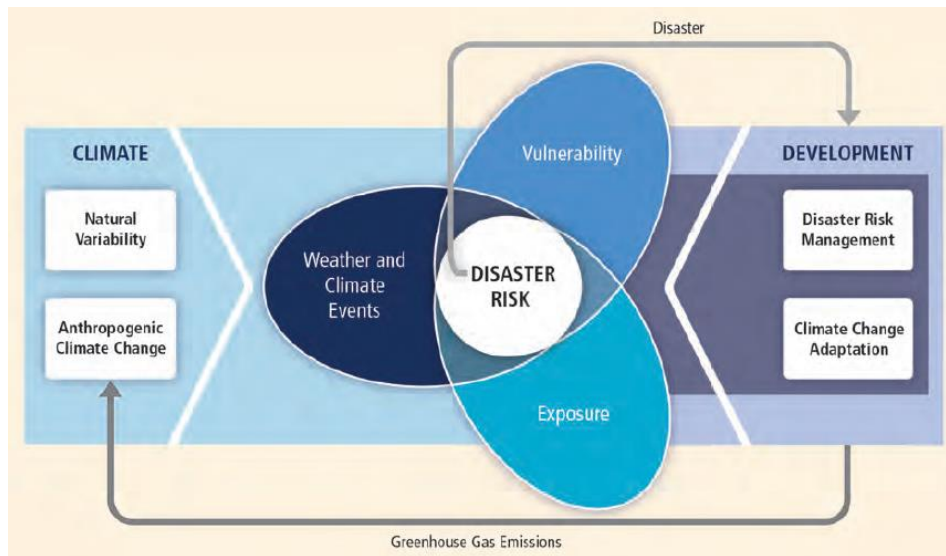 Disaster
CLIMATE
Natural
Variability
Anthropogenic
Climate Change
Vulnerability
Weather and
Climate
Events
DISASTER
RISK
Exposure
DEVELOPMENT
Disaster Risk
Management
Climate Change
Adaptation
Greenhouse Gas Emissions